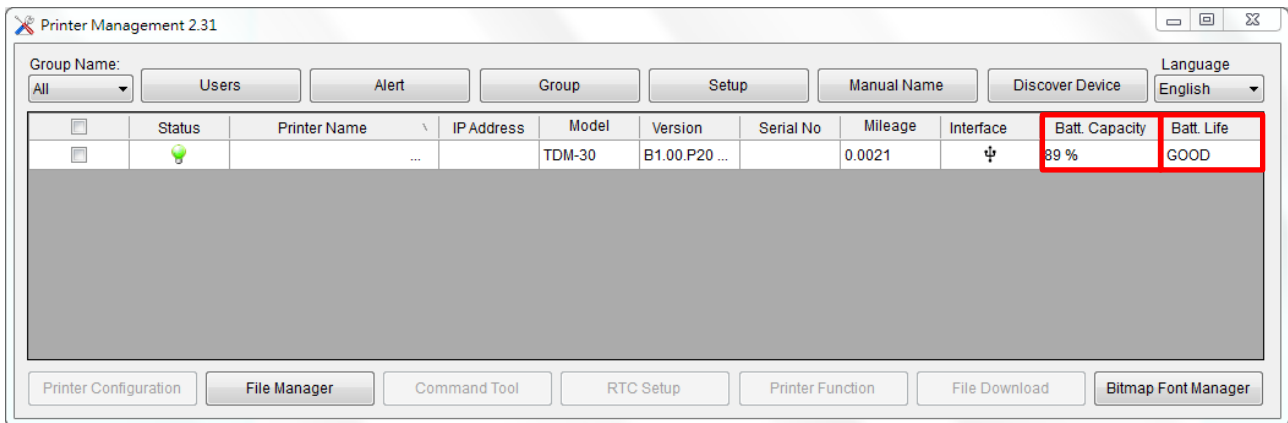 Printer Management 2.31
Group Name:
Language
All Users Alert Group Setup Manual Name Discover Device English
Status Printer Name IP Address Model Version Serial No Mileage Interface Batt. Capacity Batt. Life
... TDM-30 B1.00.P20 ... 0.0021 89 % GOOD
Printer Configuration File Manager Command Tool RTC Setup Printer Function File Download Bitmap Font Manager